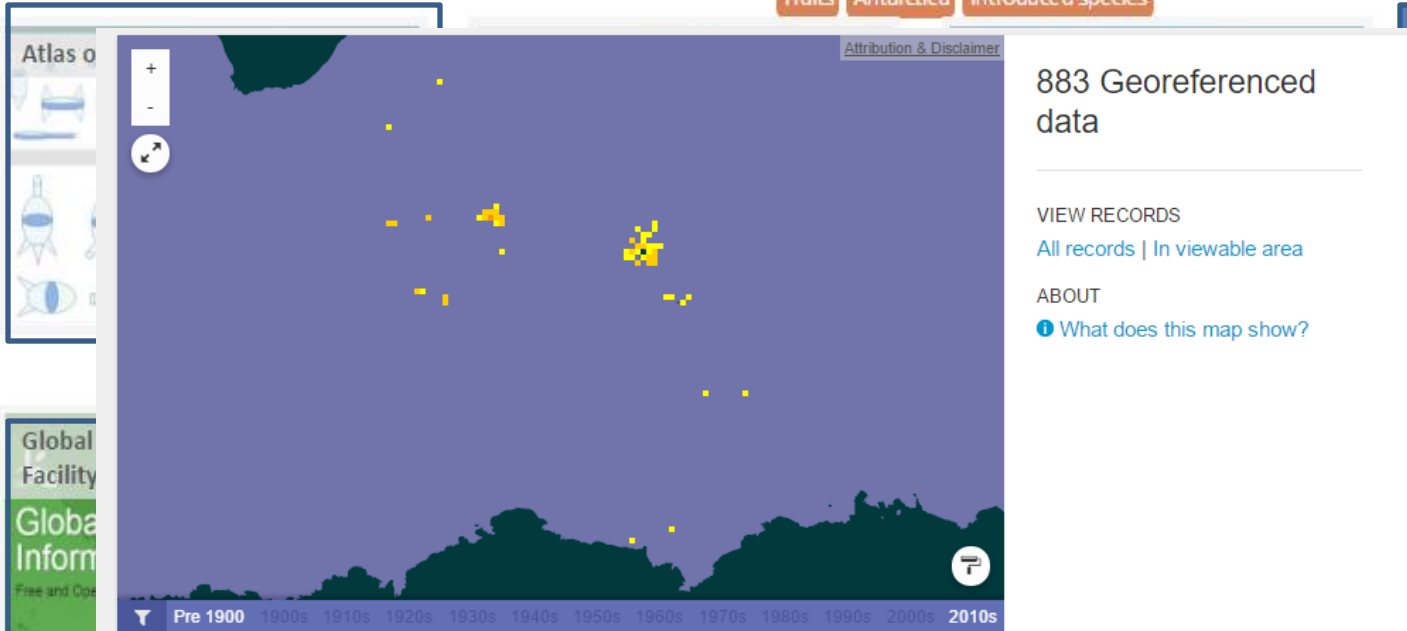 Traits Antarctica Introduced species
Atlas o
+
-
Attribution & Disclaimer
883 Georeferenced
data
VIEW RECORDS
All records | In viewable area
ABOUT
What does this map show?
Global
Facility
Globa
Inform
Free and Ope
Pre 1900 1900s 1910s 1920s 1930s 1940s 1950s 1960s 1970s 1980s 1990s 2000s 2010s